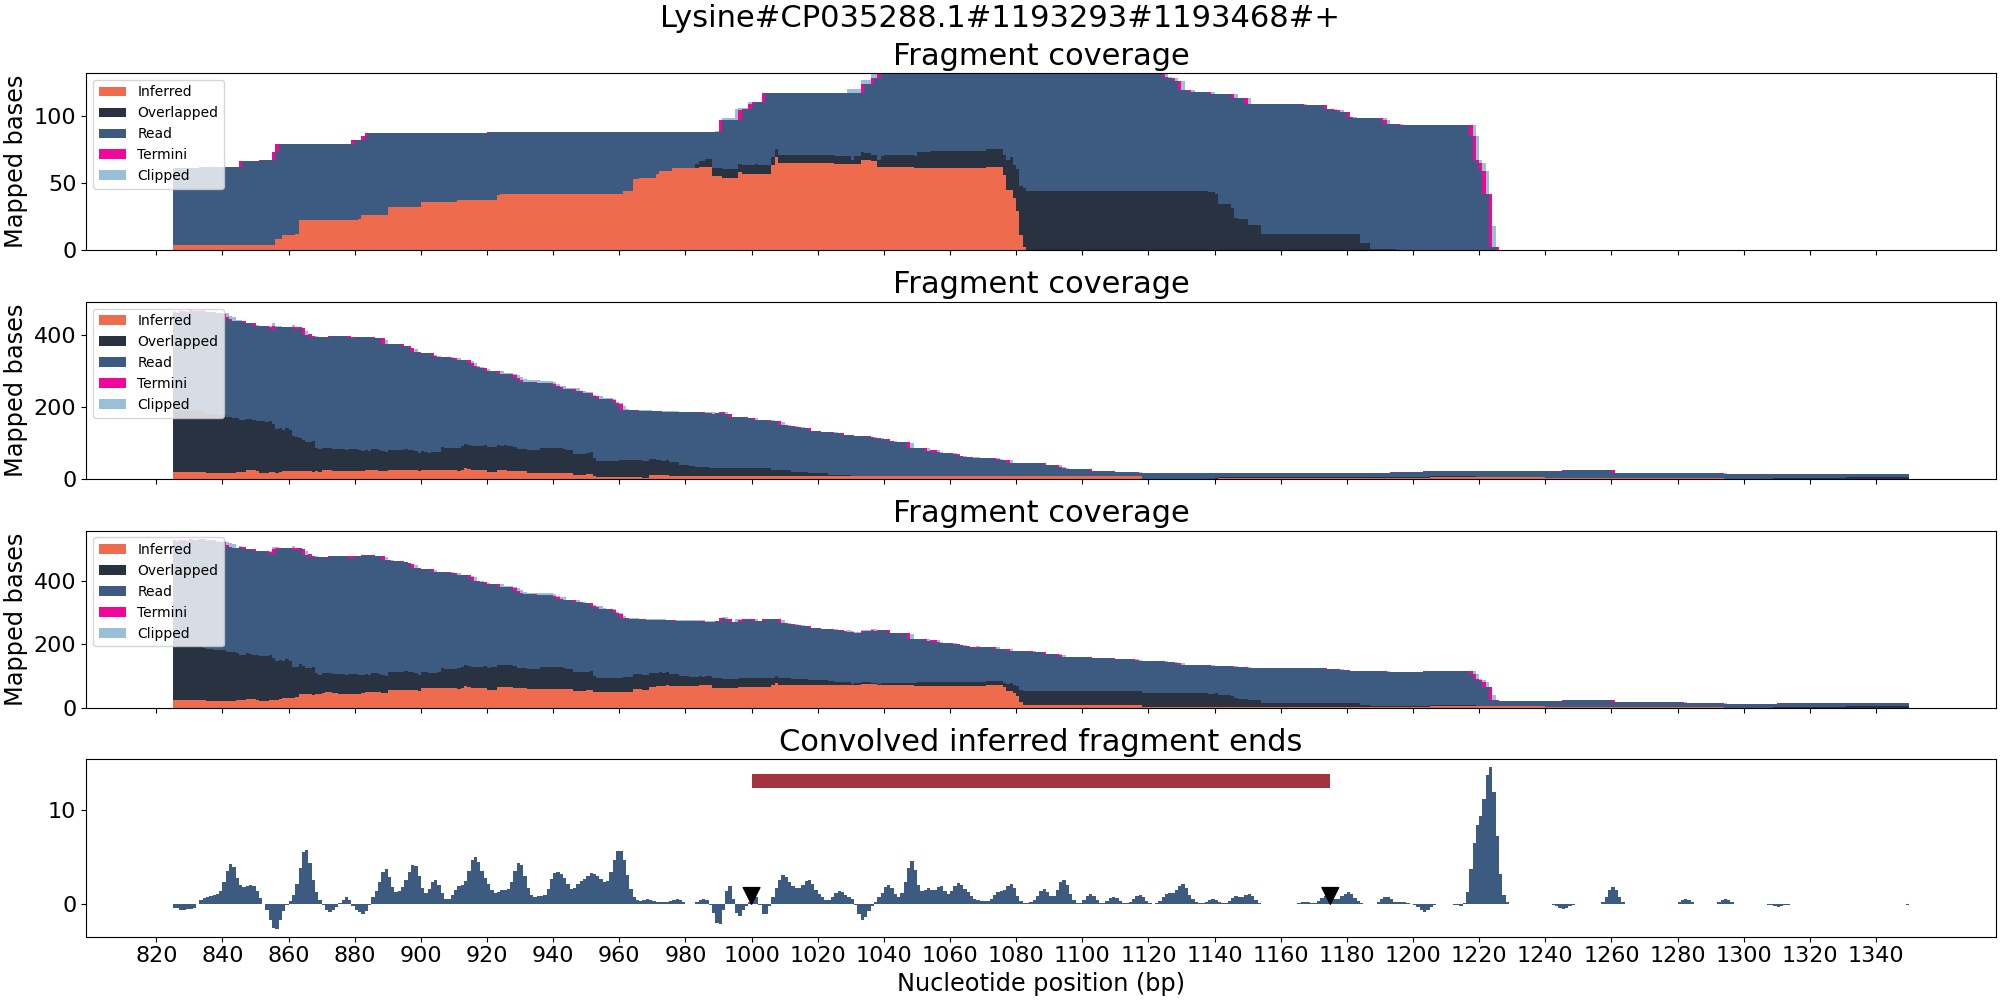 Lysine#CP035288.1#1193293#1193468#+
Fragment coverage
Mapped bases
100
50
0
Inferred
Overlapped
Read
Termini
Clipped
Fragment coverage
Mapped bases
400
200
0
Inferred
Overlapped
Read
Termini
Clipped
Fragment coverage
Mapped bases
400
200
0
Inferred
Overlapped
Read
Termini
Clipped
Convolved inferred fragment ends
10
0
820 840 860 880 900 920 940 960 980 1000 1020 1040 1060 1080 1100 1120 1140 1160 1180 1200 1220 1240 1260 1280 1300 1320 1340
Nucleotide position (bp)